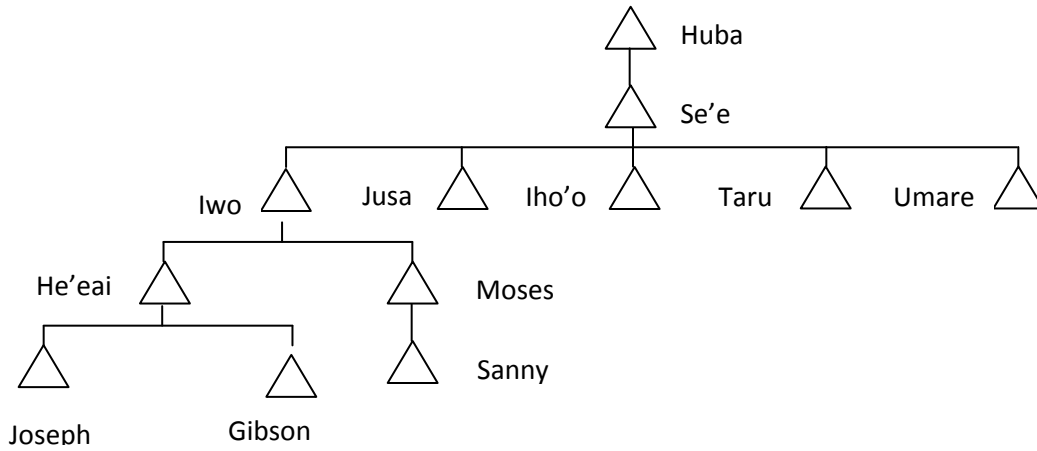 Huba
Se’e
Iwo
Jusa
Iho’o
Taru
Umare
He’eai
Moses
Sanny
Joseph
Gibson